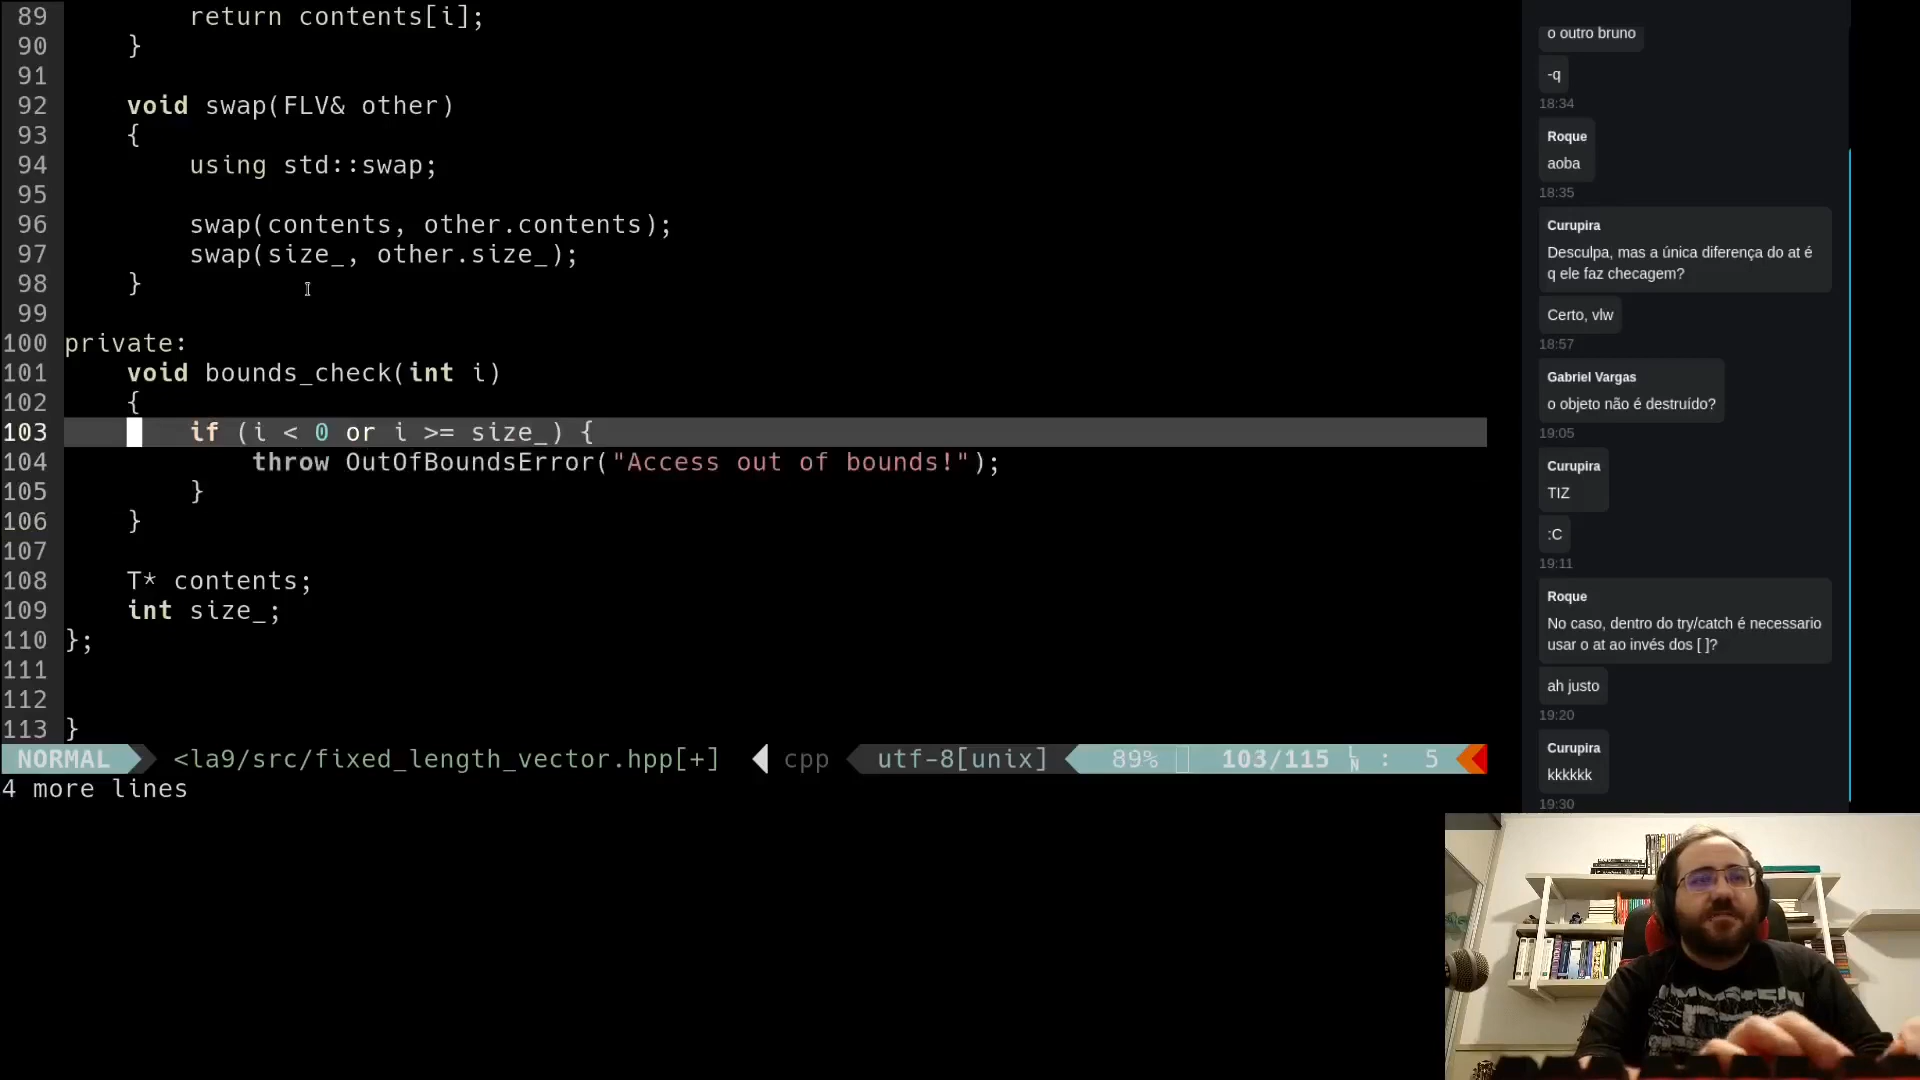 89 return contents[i];
90 }
91
92 void swap(FLV& other)
93 {
94 using std::swap;
95
96 swap(contents, other.contents);
97 swap(size_, other.size_);
98 }
99
100 private:
101 void bounds_check(int i)
102 {
103 if (i < 0 or i >= size_) {
104 throw OutOfBoundsError("Access out of bounds!");
105 }
106 }
107
108 T* contents;
109 int size_;
110 };
111
112
113 }
NORMAL <la9/src/fixed_length_vector.hpp[+] cpp utf-8[unix] 89% 103/115 LN : 5
4 more lines
o outro bruno
-q
18:34
Roque
aoba
18:35
Curupira
Desculpa, mas a única diferença do at é
q ele faz checagem?
Certo, vlw
18:57
Gabriel Vargas
o objeto não é destruído?
19:05
Curupira
TIZ
:C
19:11
Roque
No caso, dentro do try/catch é necessario
usar o at ao invés dos [ ]?
ah justo
19:20
Curupira
kkkkkk
19:30